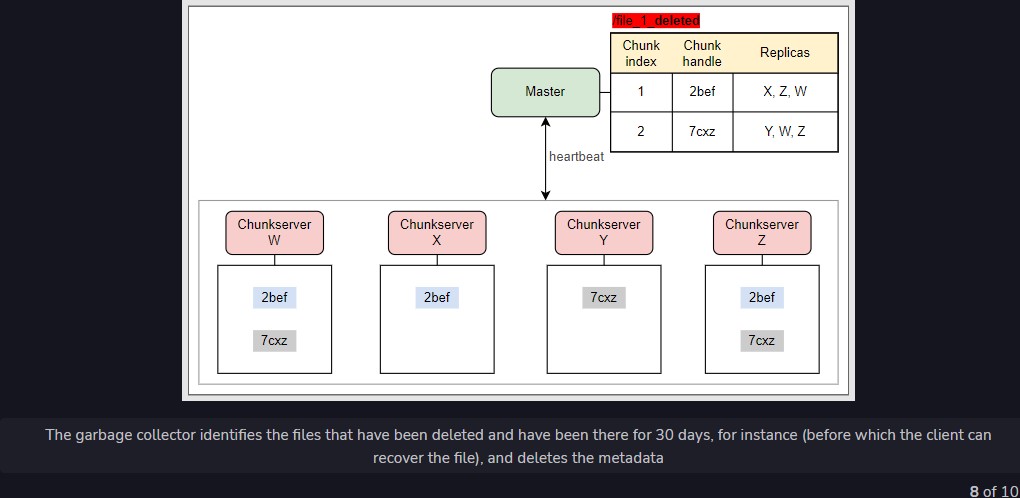 /file_1_deleted
Chunk index
Chunk handle
Replicas
Master
1
2bef
X, Z, W
2
7cxz
Y, W, Z
heartbeat
Chunkserver
W
Chunkserver
X
Chunkserver
Y
Chunkserver
Z
2bef
2bef
7cxz
2bef
7cxz
7cxz
The garbage collector identifies the files that have been deleted and have been there for 30 days, for instance (before which the client can
recover the file), and deletes the metadata
8 of 10